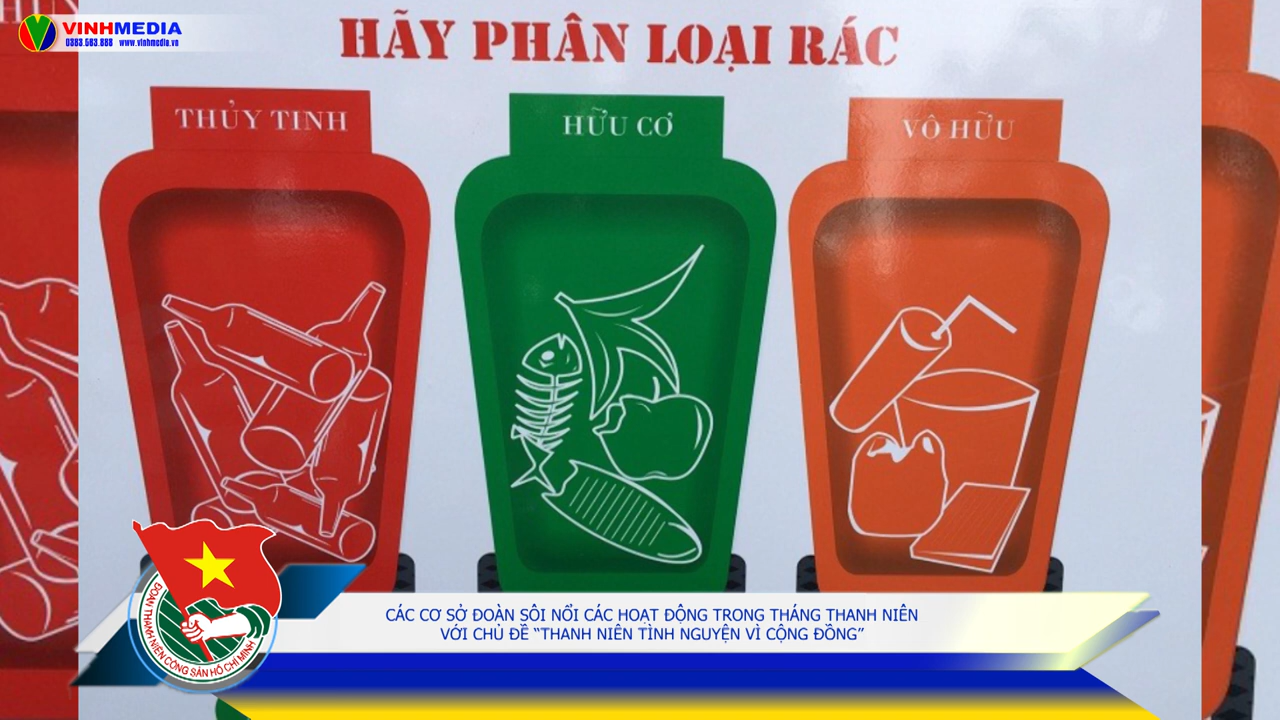 VINHMEDIA
0383.583.888 www.vinhmedia.vn
HÃY PHÂN LOẠI RÁC
THỦY TINH
HỮU CƠ
VÔ HỮU
ĐOÀN THANH NIÊN CỘNG SẢN HỒ CHÍ MINH
CÁC CƠ SỞ ĐOÀN SÔI NỔI CÁC HOẠT ĐỘNG TRONG THÁNG THANH NIÊN
VỚI CHỦ ĐỀ “THANH NIÊN TÌNH NGUYỆN VÌ CỘNG ĐỒNG”